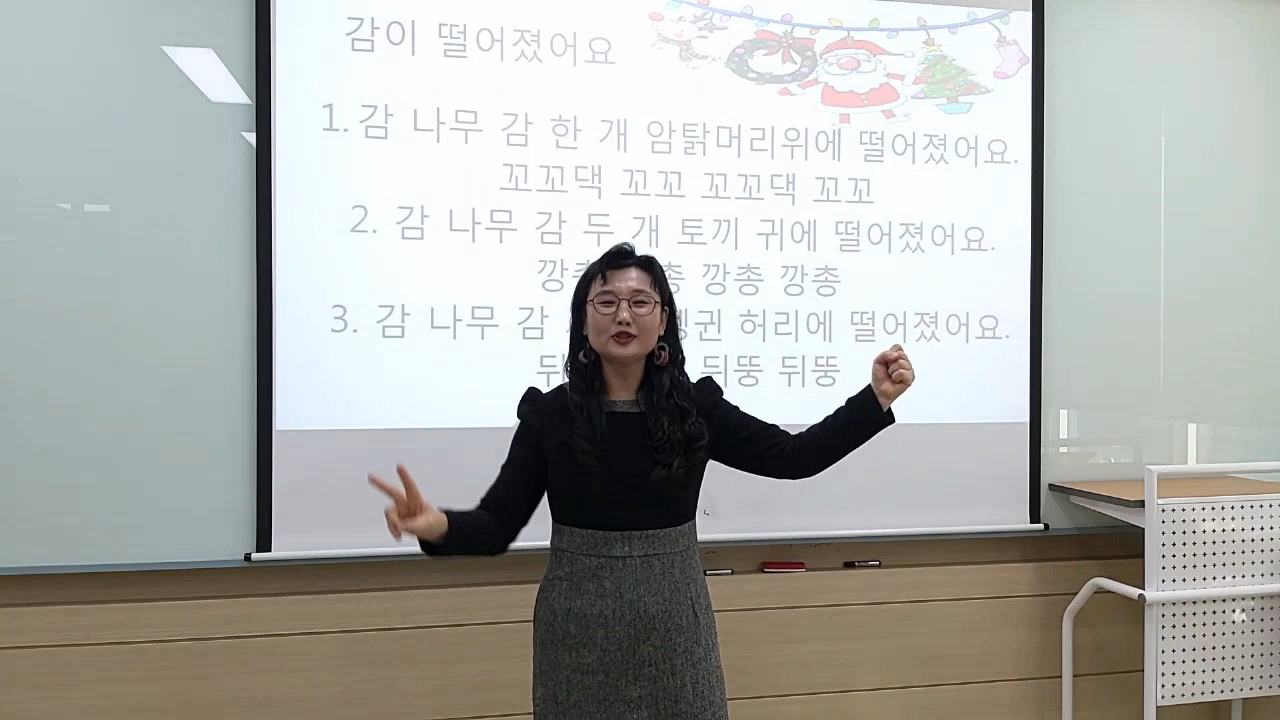 감이 떨어졌어요
1. 감 나무 감 한 개 암탉머리위에 떨어졌어요.
꼬꼬댁 꼬꼬 꼬꼬댁 꼬꼬
2. 감 나무 감 두 개 토끼 귀에 떨어졌어요.
깡총 깡총 깡총
3. 감 나무 감 허리에 떨어졌어요.
뒤뚱 뒤뚱